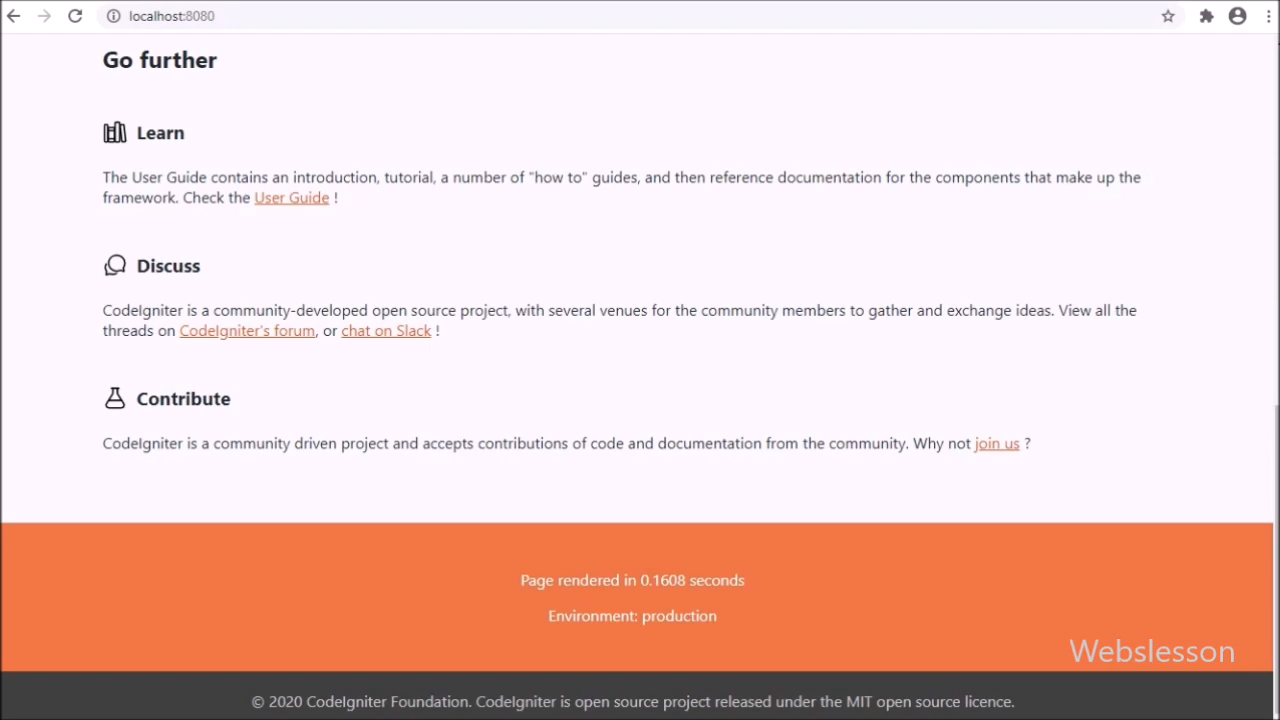 localhost:8080
Go further
Learn
The User Guide contains an introduction, tutorial, a number of "how to" guides, and then reference documentation for the components that make up the
framework. Check the User Guide !
Discuss
CodeIgniter is a community-developed open source project, with several venues for the community members to gather and exchange ideas. View all the
threads on CodeIgniter's forum, or chat on Slack !
Contribute
CodeIgniter is a community driven project and accepts contributions of code and documentation from the community. Why not join us ?
Page rendered in 0.1608 seconds
Environment: production
Webslesson
© 2020 CodeIgniter Foundation. CodeIgniter is open source project released under the MIT open source licence.